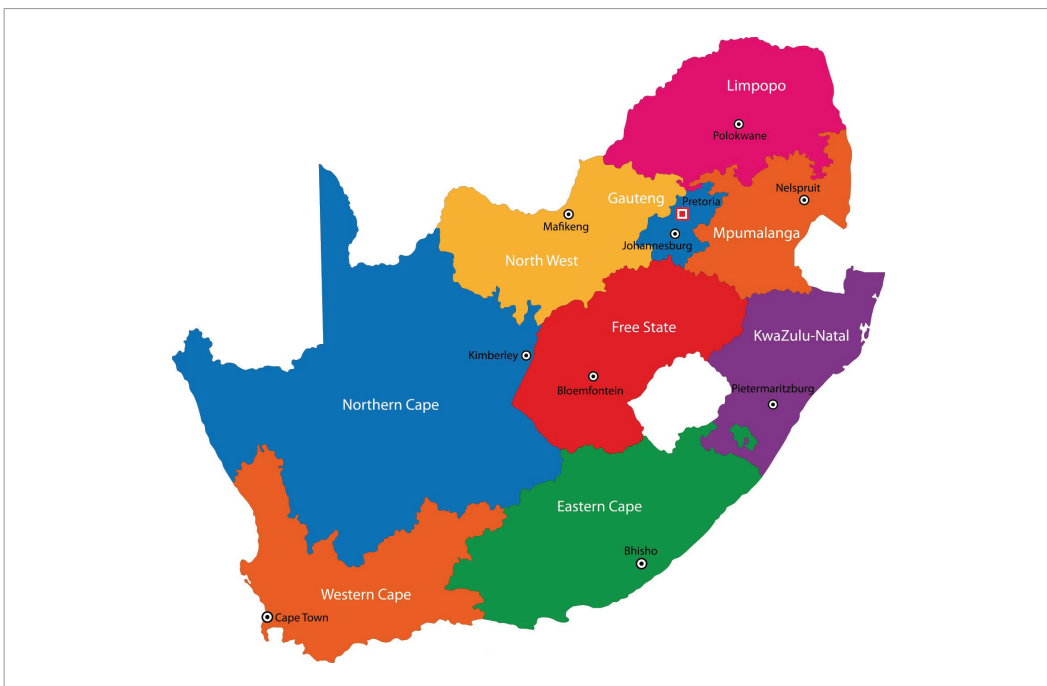 Limpopo
Polokwane
Nelspruit
Gauteng
Pretoria
Mafikeng
Mpumalanga
Johannesburg
North West
Free State
KwaZulu-Natal
Kimberley
Bloemfontein
Pietermaritzburg
Northern Cape
Eastern Cape
Bhisho
Western Cape
Cape Town